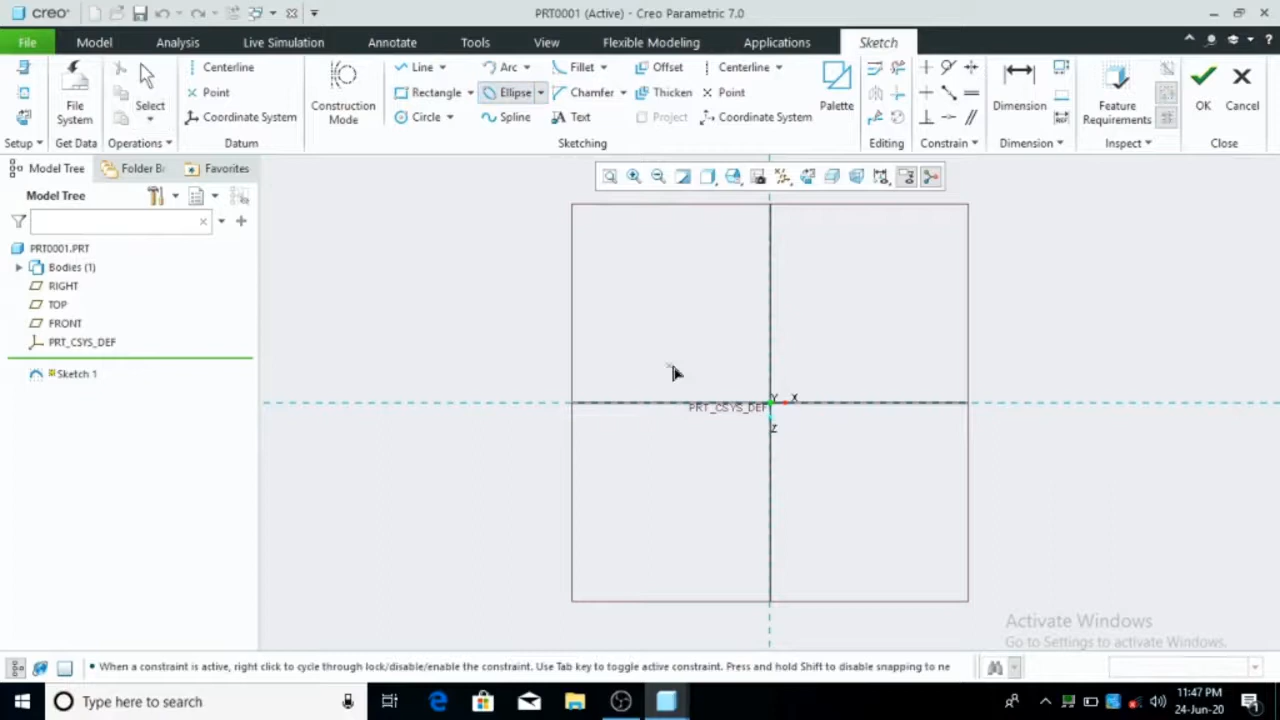 creo
PRT0001 (Active) - Creo Parametric 7.0
File Model Analysis Live Simulation Annotate Tools View Flexible Modeling Applications Sketch
File System
Select
Centerline
Point
Coordinate System
Construction Mode
Line
Rectangle
Circle
Arc
Ellipse
Spline
Fillet
Chamfer
Text
Offset
Thicken
Project
Centerline
Point
Coordinate System
Palette
Dimension
REF
Feature Requirements
OK
Cancel
Setup Get Data Operations Datum Sketching Editing Constrain Dimension Inspect Close
Model Tree Folder Br Favorites
Model Tree
PRT0001.PRT
Bodies (1)
RIGHT
TOP
FRONT
PRT_CSYS_DEF
Sketch 1
Y X
PRT_CSYS_DEF
Z
Activate Windows
Go to Settings to activate Windows.
• When a constraint is active, right click to cycle through lock/disable/enable the constraint. Use Tab key to toggle active constraint. Press and hold Shift to disable snapping to ne
Type here to search
11:47 PM
24-Jun-20
1